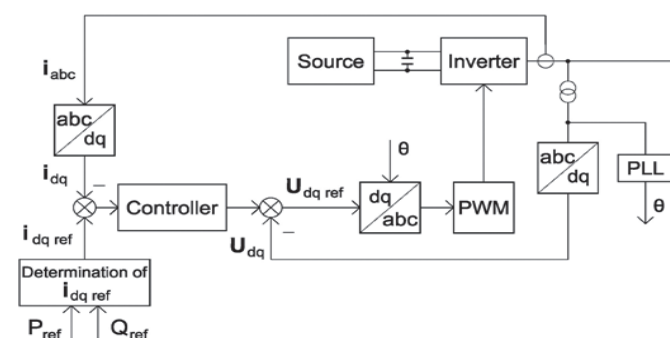 i abc
Source
Inverter
abc
dq
i dq
–
Controller
U dq ref
θ
dq
abc
PWM
abc
dq
PLL
θ
i dq ref
U dq
–
Determination of
i dq ref
P ref
Q ref